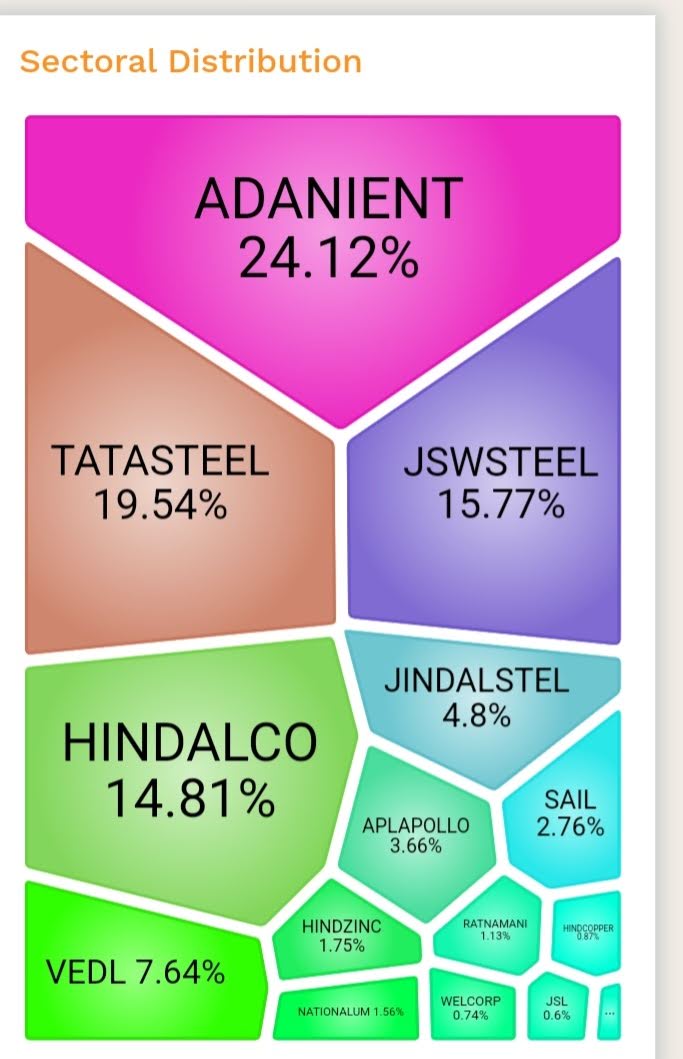 Sectoral Distribution
ADANIENT
24.12%
TATASTEEL
19.54%
JSWSTEEL
15.77%
HINDALCO
14.81%
JINDALSTEL
4.8%
SAIL
2.76%
APLAPOLLO
3.66%
VEDL 7.64%
HINDZINC
1.75%
RATNAMANI
1.13%
HINDCOPPER
0.87%
NATIONALUM 1.56%
WELCORP
0.74%
JSL
0.6%
...